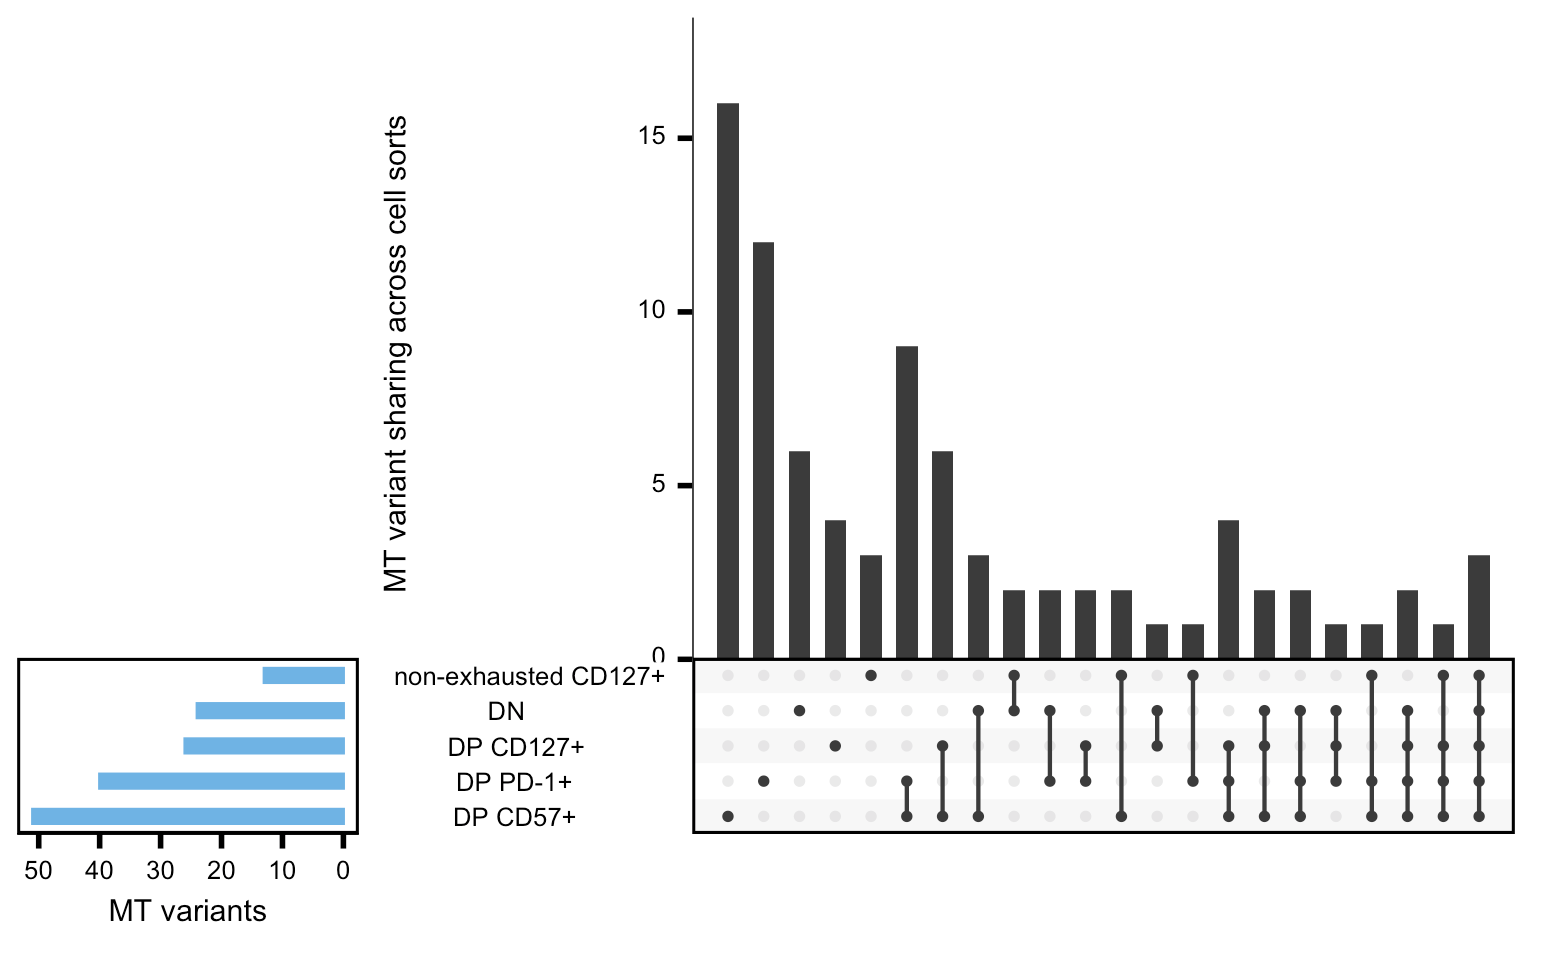 MT variant sharing across cell sorts
15
10
5
0
non-exhausted CD127+
DN
DP CD127+
DP PD-1+
DP CD57+
50 40 30 20 10 0
MT variants